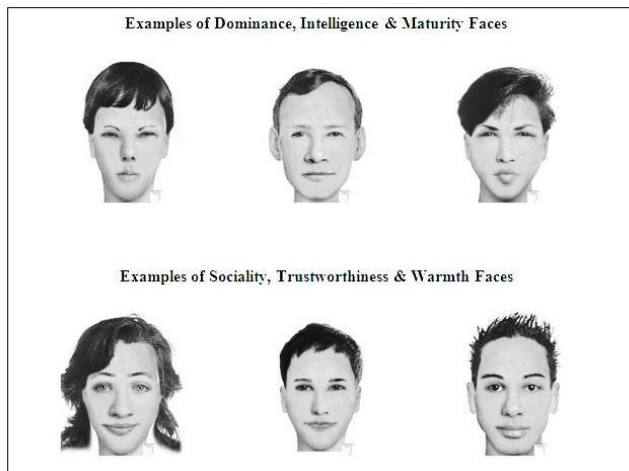 Examples of Dominance, Intelligence & Maturity Faces
Examples of Sociality, Trustworthiness & Warmth Faces